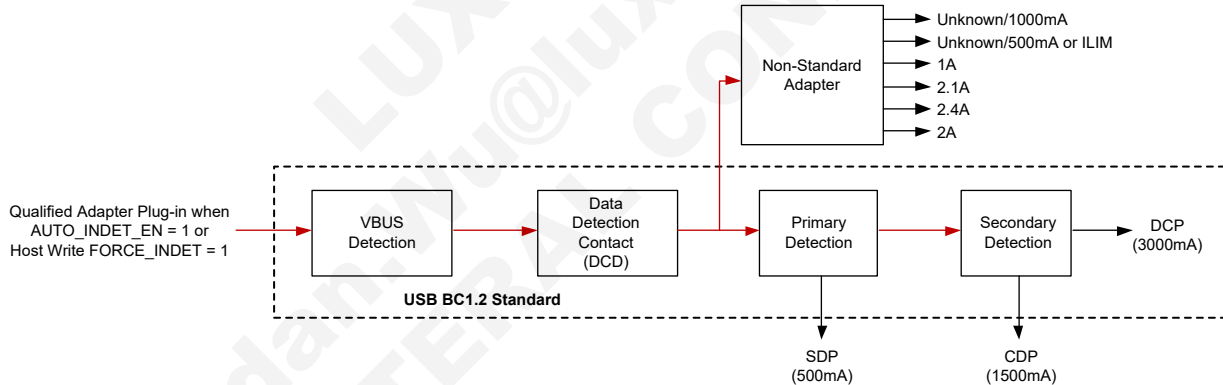 Unknown/1000mA
Unknown/500mA or ILIM
1A
2.1A
2.4A
2A
Non-Standard
Adapter
Qualified Adapter Plug-in when
AUTO_INDET_EN = 1 or
Host Write FORCE_INDET = 1
VBUS
Detection
Data
Detection
Contact
(DCD)
Primary
Detection
Secondary
Detection
DCP
(3000mA)
USB BC1.2 Standard
SDP
(500mA)
CDP
(1500mA)